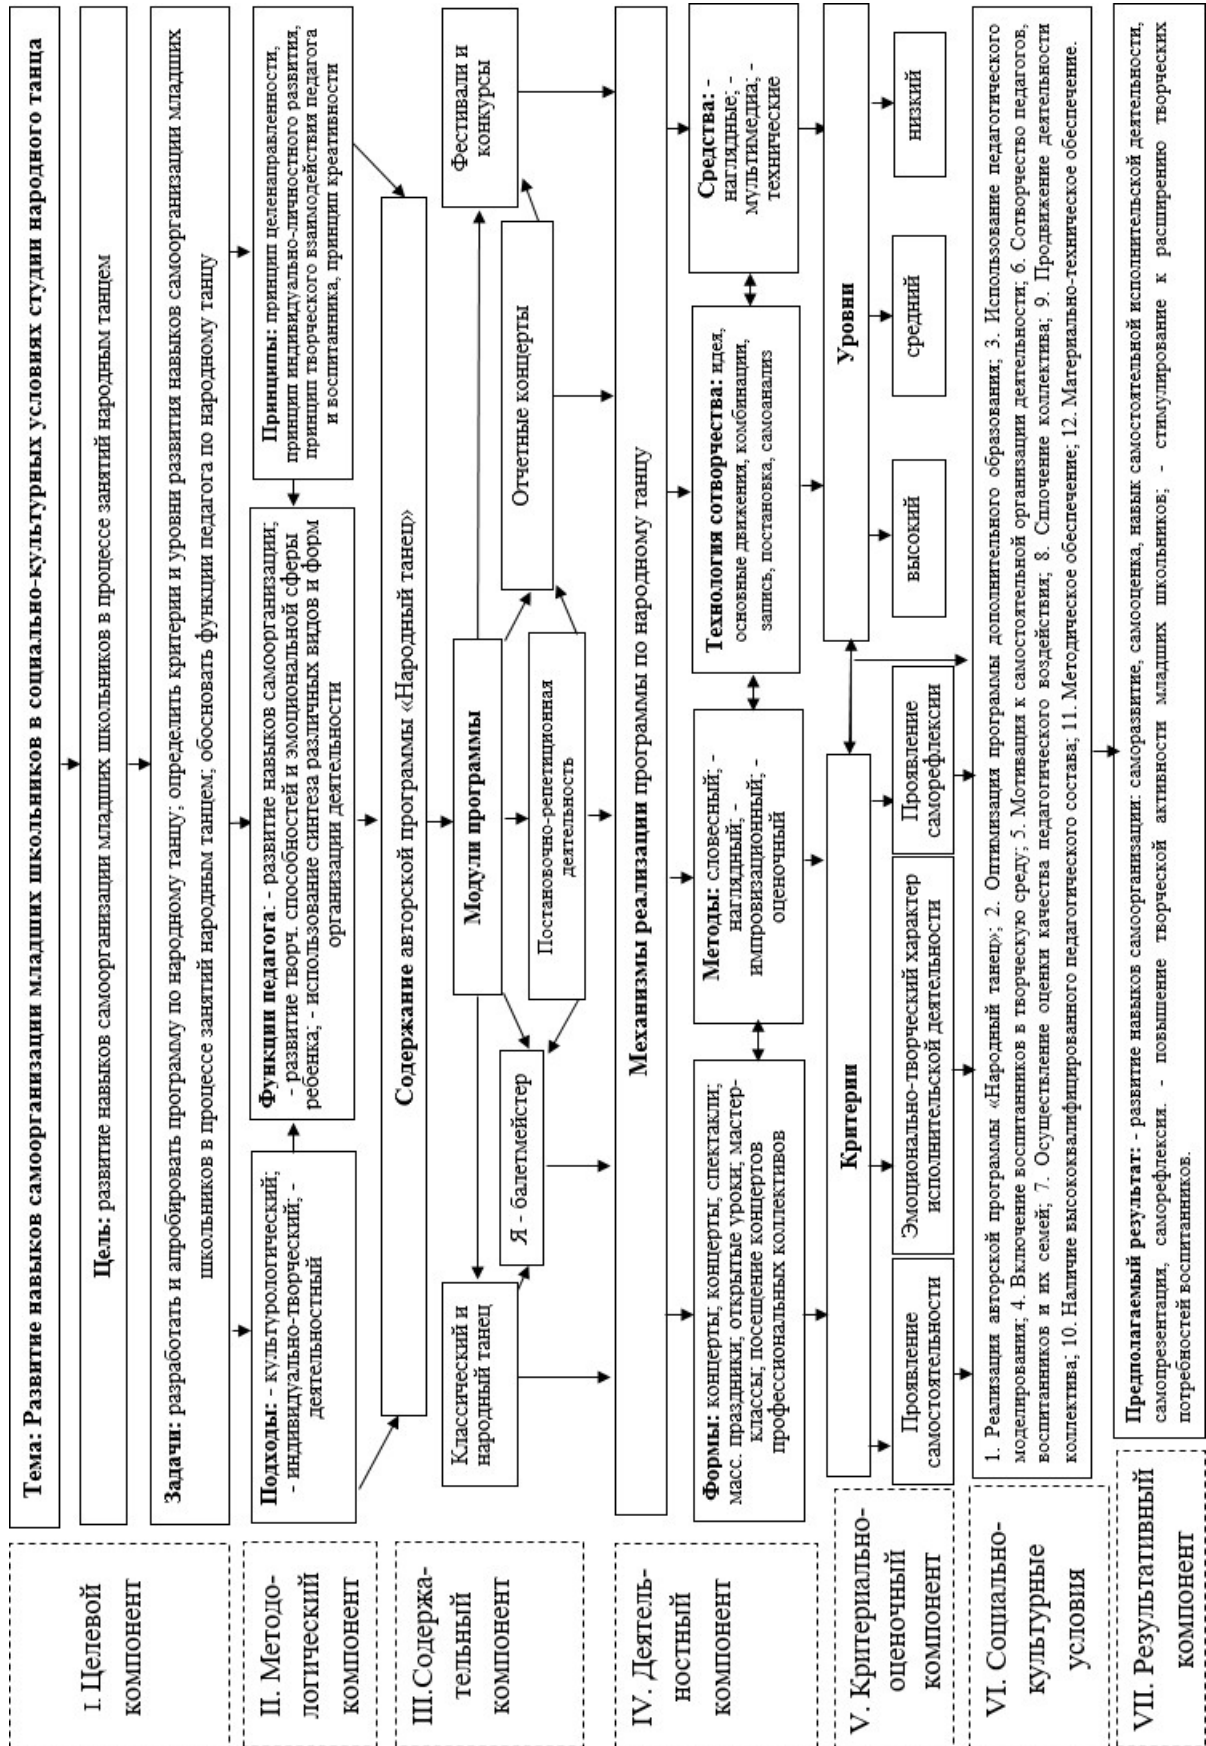 Тема: Развитие навыков самоорганизации младших школьников в социально-культурных условиях студии народного танца
I.Целевой
компонент
Цель: развитие навыков самоорганизации младших школьников в процессе занятий народным танцем
Задачи: разработать и апробировать программу по народному танцу; определить критерии и уровни развития навыков самоорганизации младших
школьников в процессе занятий народным танцем; обосновать функции педагога по народному танцу
II. Методо-
логический
компонент
Подходы: - культурологический;
- индивидуально-творческий; -
деятельностный
Функции педагога: - развитие навыков самоорганизации;
- развитие творч. способностей и эмоциональной сферы
ребенка; - использование синтеза различных видов и форм
организации деятельности
Принципы: принцип целенаправленности,
принцип индивидуально-личностного развития,
принцип творческого взаимодействия педагога
и воспитанника, принцип креативности
III.Содержа-
тельный
компонент
Содержание авторской программы «Народный танец»
Классический и
народный танец
Модули программы
Фестивали и
конкурсы
Я - балетмейстер
Постановочно-репетиционная
деятельность
Отчетные концерты
IV. Деятель-
ностный
компонент
Механизмы реализации программы по народному танцу
Формы: концерты; концерты; спектакли;
масс. праздники; открытые уроки; мастер-
классы; посещение концертов
профессиональных коллективов
Методы: словесный; -
наглядный; -
импровизационный; -
оценочный
Технология сотворчества: идея,
основные движения, комбинации,
запись, постановка, самоанализ
Средства: -
наглядные; -
мультимедиа; -
технические
V. Критериально-
оценочный
компонент
Критерии
Уровни
Проявление
самостоятельности
Эмоционально-творческий характер
исполнительской деятельности
Проявление
саморефлексии
высокий
средний
низкий
VI. Социально-
культурные
условия
1. Реализация авторской программы «Народный танец»; 2. Оптимизация программы дополнительного образования; 3. Использование педагогического
моделирования; 4. Включение воспитанников в творческую среду; 5. Мотивация к самостоятельной организации деятельности; 6. Сотворчество педагогов,
воспитанников и их семей; 7. Осуществление оценки качества педагогического воздействия; 8. Сплочение коллектива; 9. Продвижение деятельности
коллектива; 10. Наличие высококвалифицированного педагогического состава; 11. Методическое обеспечение; 12. Материально-техническое обеспечение.
VII. Результативный
компонент
Предполагаемый результат: - развитие навыков самоорганизации: саморазвитие, самооценка, навык самостоятельной исполнительской деятельности,
самопрезентация, саморефлексия. - повышение творческой активности младших школьников; - стимулирование к расширению творческих
потребностей воспитанников.